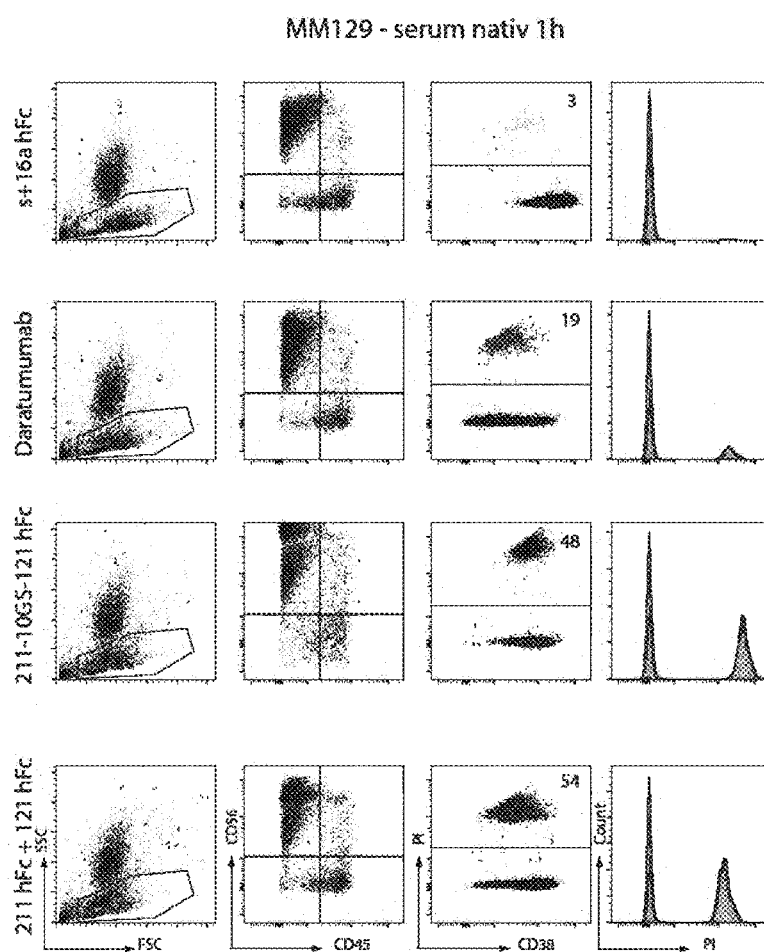 MM129 - serum nativ 1h
s+16a hFc
3
Daratumumab
19
211-10GS-121 hFc
48
211 hFc + 121 hFc
54
SSC
CD56
PI
Count
FSC
CD45
CD38
PI